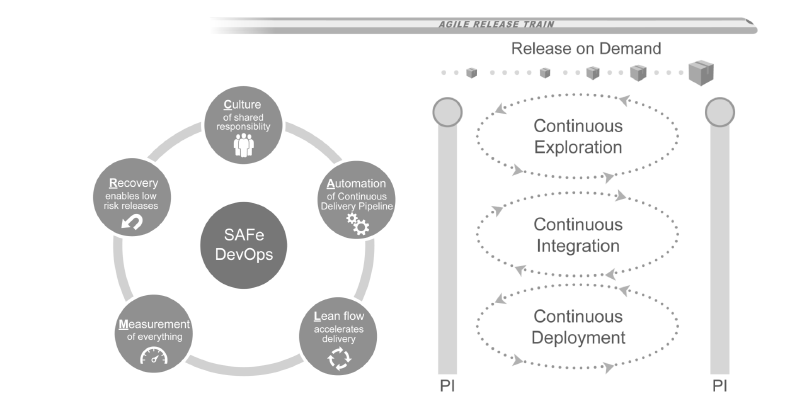 AGILE RELEASE TRAIN
Release on Demand
Culture
of shared
responsiblity
Recovery
enables low
risk releases
Automation
of Continuous
Delivery Pipeline
SAFe
DevOps
Measurement
of everything
Lean flow
accelerates
delivery
Continuous
Exploration
Continuous
Integration
Continuous
Deployment
PI
PI